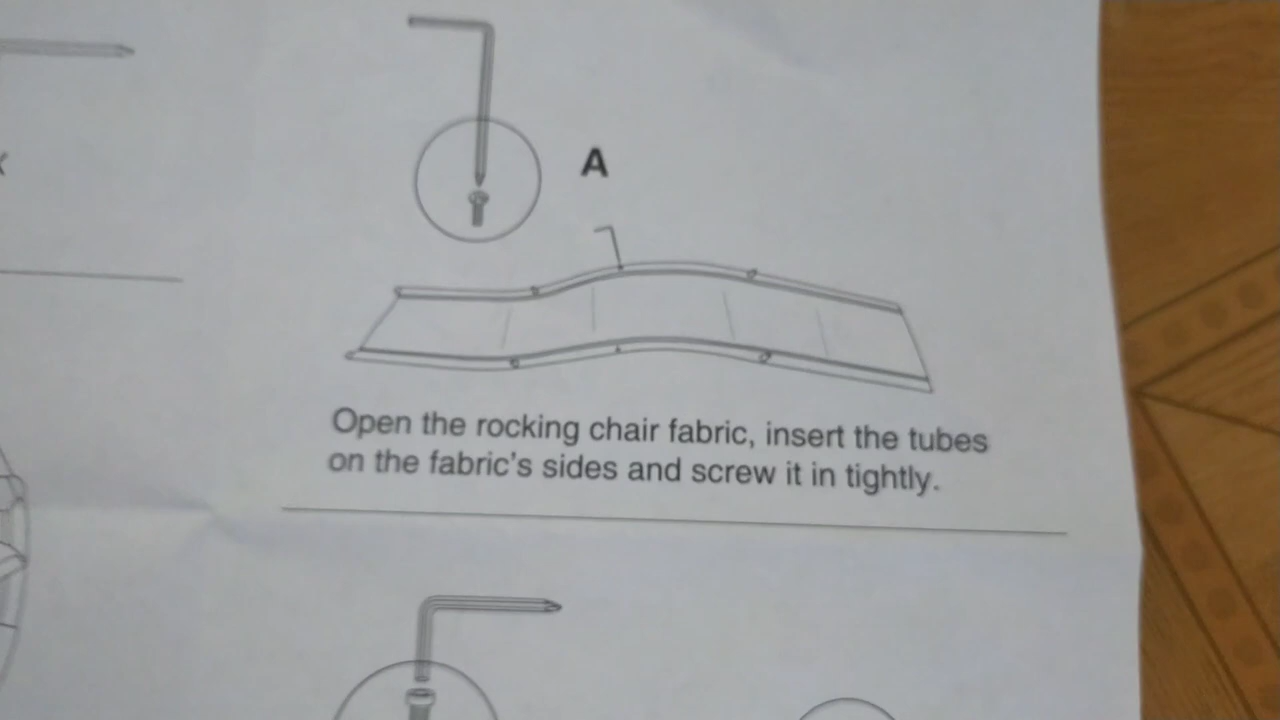 A
Open the rocking chair fabric, insert the tubes
on the fabric's sides and screw it in tightly.